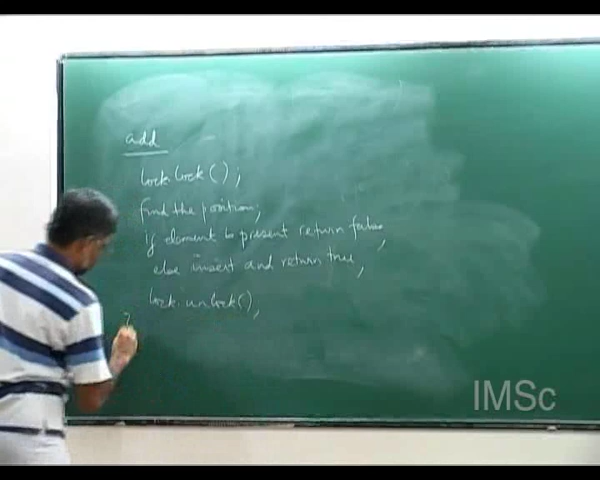 add
lock.lock();
find the position;
if element is present return false;
else insert and return true;
lock.unlock();
}
IMSc